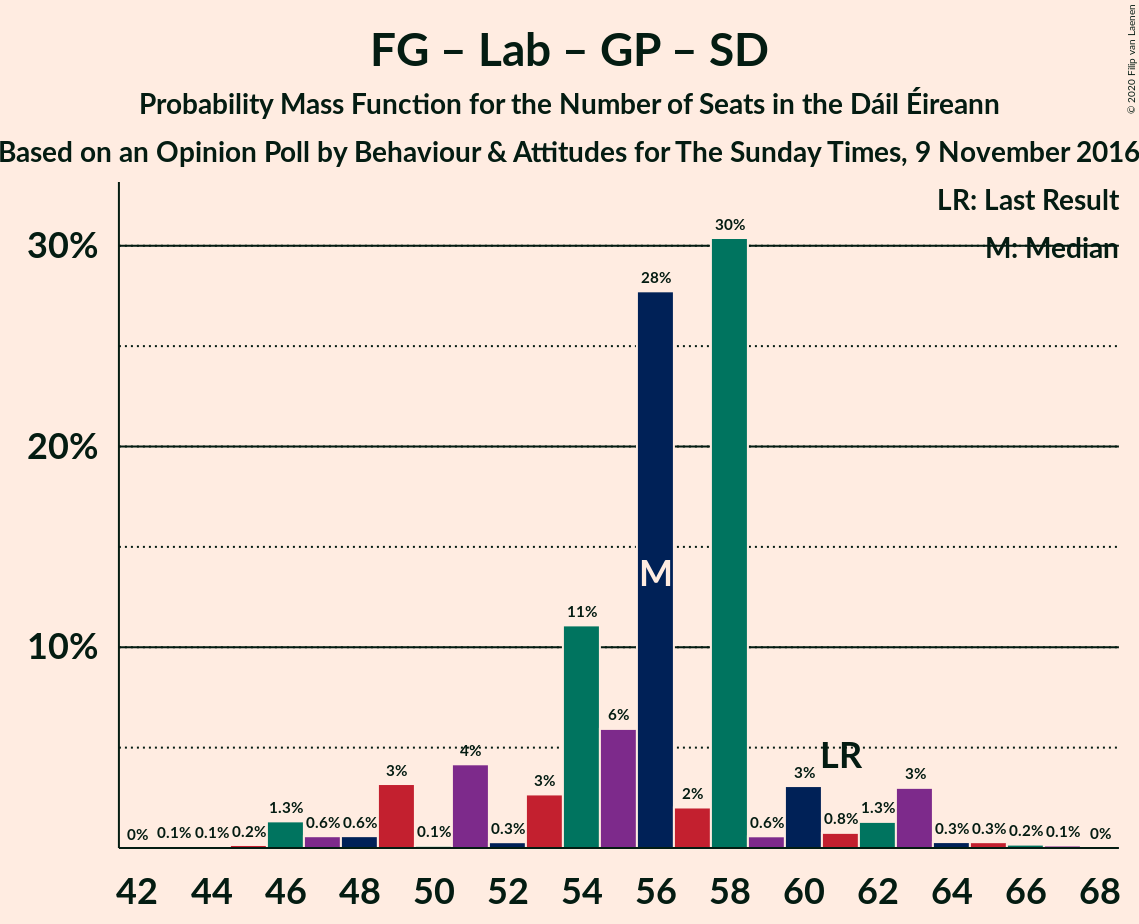 FG – Lab – GP – SD
Probability Mass Function for the Number of Seats in the Dáil Éireann
Based on an Opinion Poll by Behaviour & Attitudes for The Sunday Times, 9 November 2016
© 2020 Filip van Laenen
LR: Last Result
M: Median
30%
20%
10%
0% 0.1% 0.1% 0.2% 1.3% 0.6% 0.6% 3% 0.1% 4% 0.3% 3% 11% 6% 28% 2% 30% 0.6% 3% 0.8% 1.3% 3% 0.3% 0.3% 0.2% 0.1% 0%
M
LR
42 44 46 48 50 52 54 56 58 60 62 64 66 68